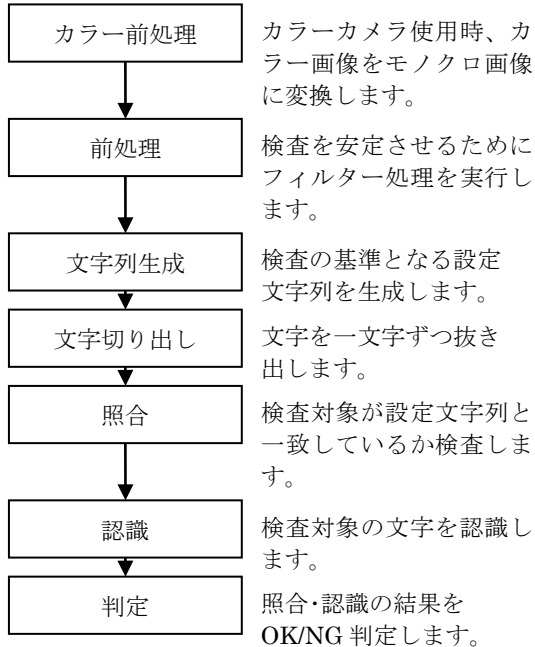 カラー前処理
カラーカメラ使用時、カ
ラー画像をモノクロ画像
に変換します。
前処理
検査を安定させるために
フィルター処理を実行し
ます。
文字列生成
検査の基準となる設定
文字列を生成します。
文字切り出し
文字を一文字ずつ抜き
出します。
照合
検査対象が設定文字列と
一致しているか検査しま
す。
認識
検査対象の文字を認識し
ます。
判定
照合・認識の結果を
OK/NG 判定します。